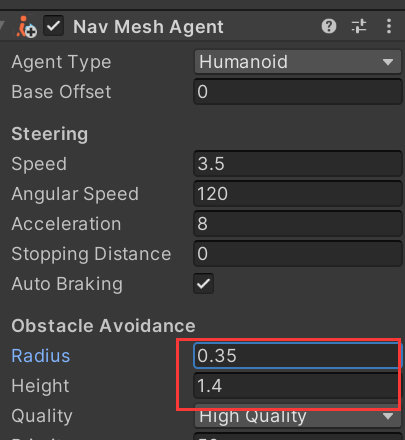 Nav Mesh Agent
Agent Type Humanoid
Base Offset 0
Steering
Speed 3.5
Angular Speed 120
Acceleration 8
Stopping Distance 0
Auto Braking
Obstacle Avoidance
Radius 0.35
Height 1.4
Quality High Quality